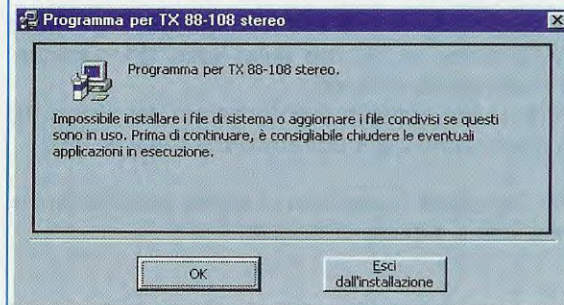 Programma per TX 88-108 stereo
Programma per TX 88-108 stereo.
Impossibile installare i file di sistema o aggiornare i file condivisi se questi
sono in uso. Prima di continuare, è consigliabile chiudere le eventuali
applicazioni in esecuzione.
OK
Esci
dall'installazione